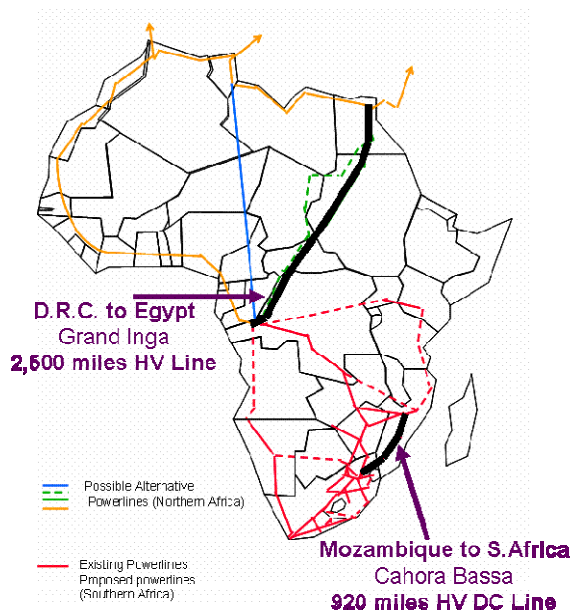 D.R.C. to Egypt
Grand Inga
2,500 miles HV Line
Possible Alternative
Powerlines (Northern Africa)
Existing Powerlines
Proposed powerlines
(Southern Africa)
Mozambique to S.Africa
Cahora Bassa
920 miles HV DC Line